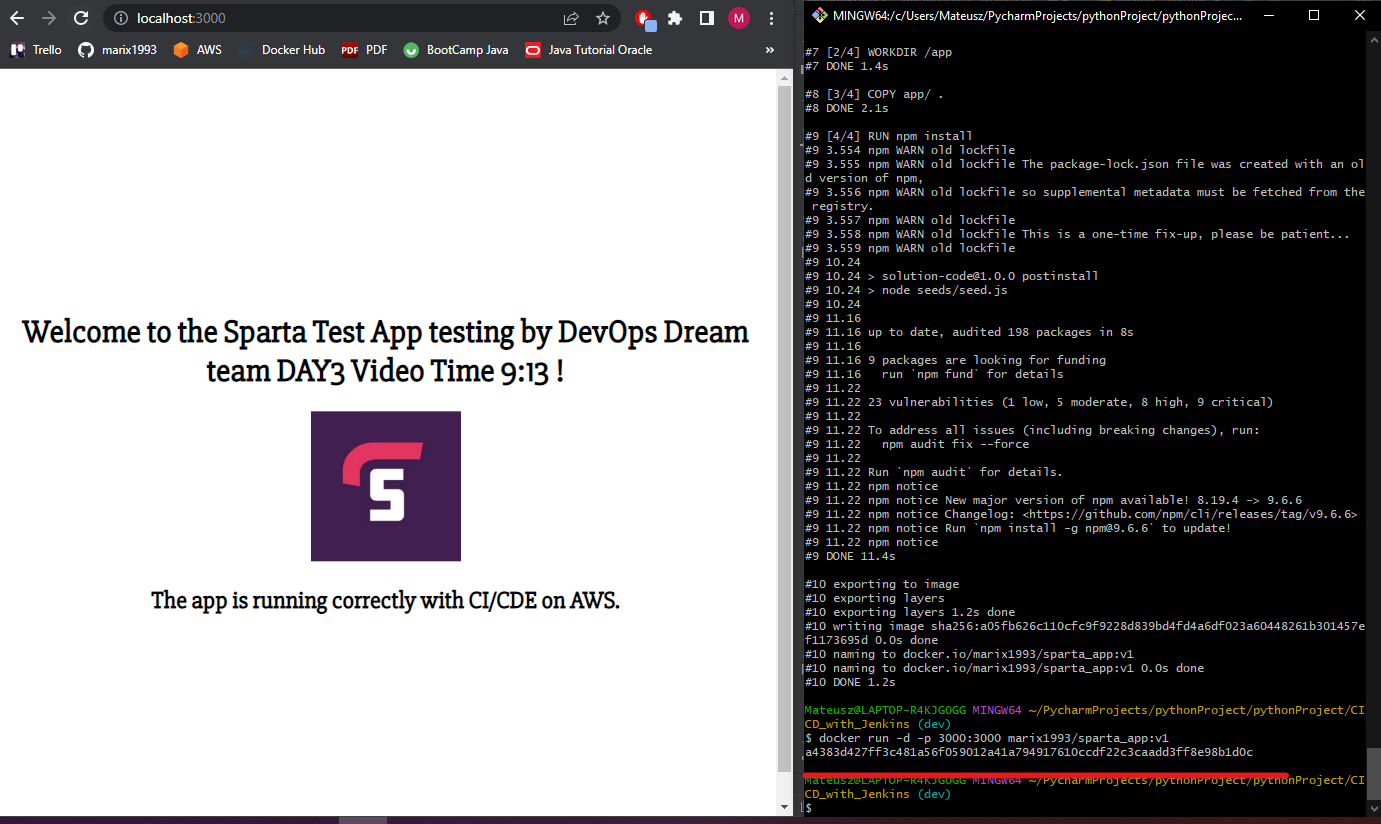 localhost:3000
M
Trello marix1993 AWS Docker Hub PDF PDF BootCamp Java Java Tutorial Oracle »
Welcome to the Sparta Test App testing by DevOps Dream
team DAY3 Video Time 9:13 !
S
The app is running correctly with CI/CDE on AWS.
MINGW64:/c/Users/Mateusz/PycharmProjects/pythonProject/pythonProjec...
#7 [2/4] WORKDIR /app
#7 DONE 1.4s
#8 [3/4] COPY app/ .
#8 DONE 2.1s
#9 [4/4] RUN npm install
#9 3.554 npm WARN old lockfile
#9 3.555 npm WARN old lockfile The package-lock.json file was created with an ol
d version of npm,
#9 3.556 npm WARN old lockfile so supplemental metadata must be fetched from the
registry.
#9 3.557 npm WARN old lockfile
#9 3.558 npm WARN old lockfile This is a one-time fix-up, please be patient...
#9 3.559 npm WARN old lockfile
#9 10.24
#9 10.24 > solution-code@1.0.0 postinstall
#9 10.24 > node seeds/seed.js
#9 10.24
#9 11.16
#9 11.16 up to date, audited 198 packages in 8s
#9 11.16
#9 11.16 9 packages are looking for funding
#9 11.16   run `npm fund` for details
#9 11.22
#9 11.22 23 vulnerabilities (1 low, 5 moderate, 8 high, 9 critical)
#9 11.22
#9 11.22 To address all issues (including breaking changes), run:
#9 11.22   npm audit fix --force
#9 11.22
#9 11.22 Run `npm audit` for details.
#9 11.22 npm notice
#9 11.22 npm notice New major version of npm available! 8.19.4 -> 9.6.6
#9 11.22 npm notice Changelog: <https://github.com/npm/cli/releases/tag/v9.6.6>
#9 11.22 npm notice Run `npm install -g npm@9.6.6` to update!
#9 11.22 npm notice
#9 DONE 11.4s
#10 exporting to image
#10 exporting layers
#10 exporting layers 1.2s done
#10 writing image sha256:a05fb626c110cfc9f9228d839bd4fd4a6df023a60448261b301457e
f1173695d 0.0s done
#10 naming to docker.io/marix1993/sparta_app:v1
#10 naming to docker.io/marix1993/sparta_app:v1 0.0s done
#10 DONE 1.2s
Mateusz@LAPTOP-R4KJGOGG MINGW64 ~/PycharmProjects/pythonProject/pythonProject/CI
CD_with_Jenkins (dev)
$ docker run -d -p 3000:3000 marix1993/sparta_app:v1
a4383d427ff3c481a56f059012a41a794917610ccdf22c3caadd3ff8e98b1d0c
Mateusz@LAPTOP-R4KJGOGG MINGW64 ~/PycharmProjects/pythonProject/pythonProject/CI
CD_with_Jenkins (dev)
$